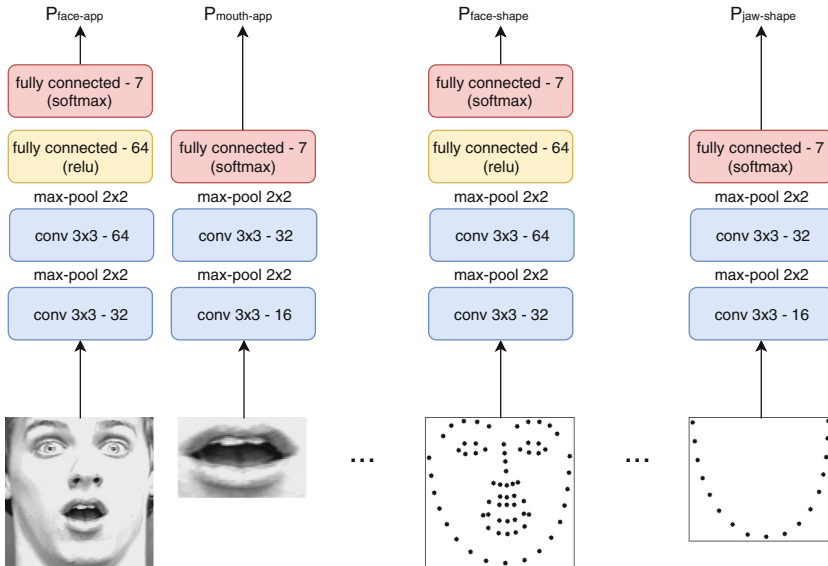 Pface-app
Pmouth-app
Pface-shape
Pjaw-shape
fully connected - 7
(softmax)
fully connected - 7
(softmax)
fully connected - 64
(relu)
fully connected - 7
(softmax)
fully connected - 64
(relu)
fully connected - 7
(softmax)
max-pool 2x2
max-pool 2x2
max-pool 2x2
max-pool 2x2
conv 3x3 - 64
conv 3x3 - 32
conv 3x3 - 64
conv 3x3 - 32
max-pool 2x2
max-pool 2x2
max-pool 2x2
max-pool 2x2
conv 3x3 - 32
conv 3x3 - 16
conv 3x3 - 32
conv 3x3 - 16
...
...